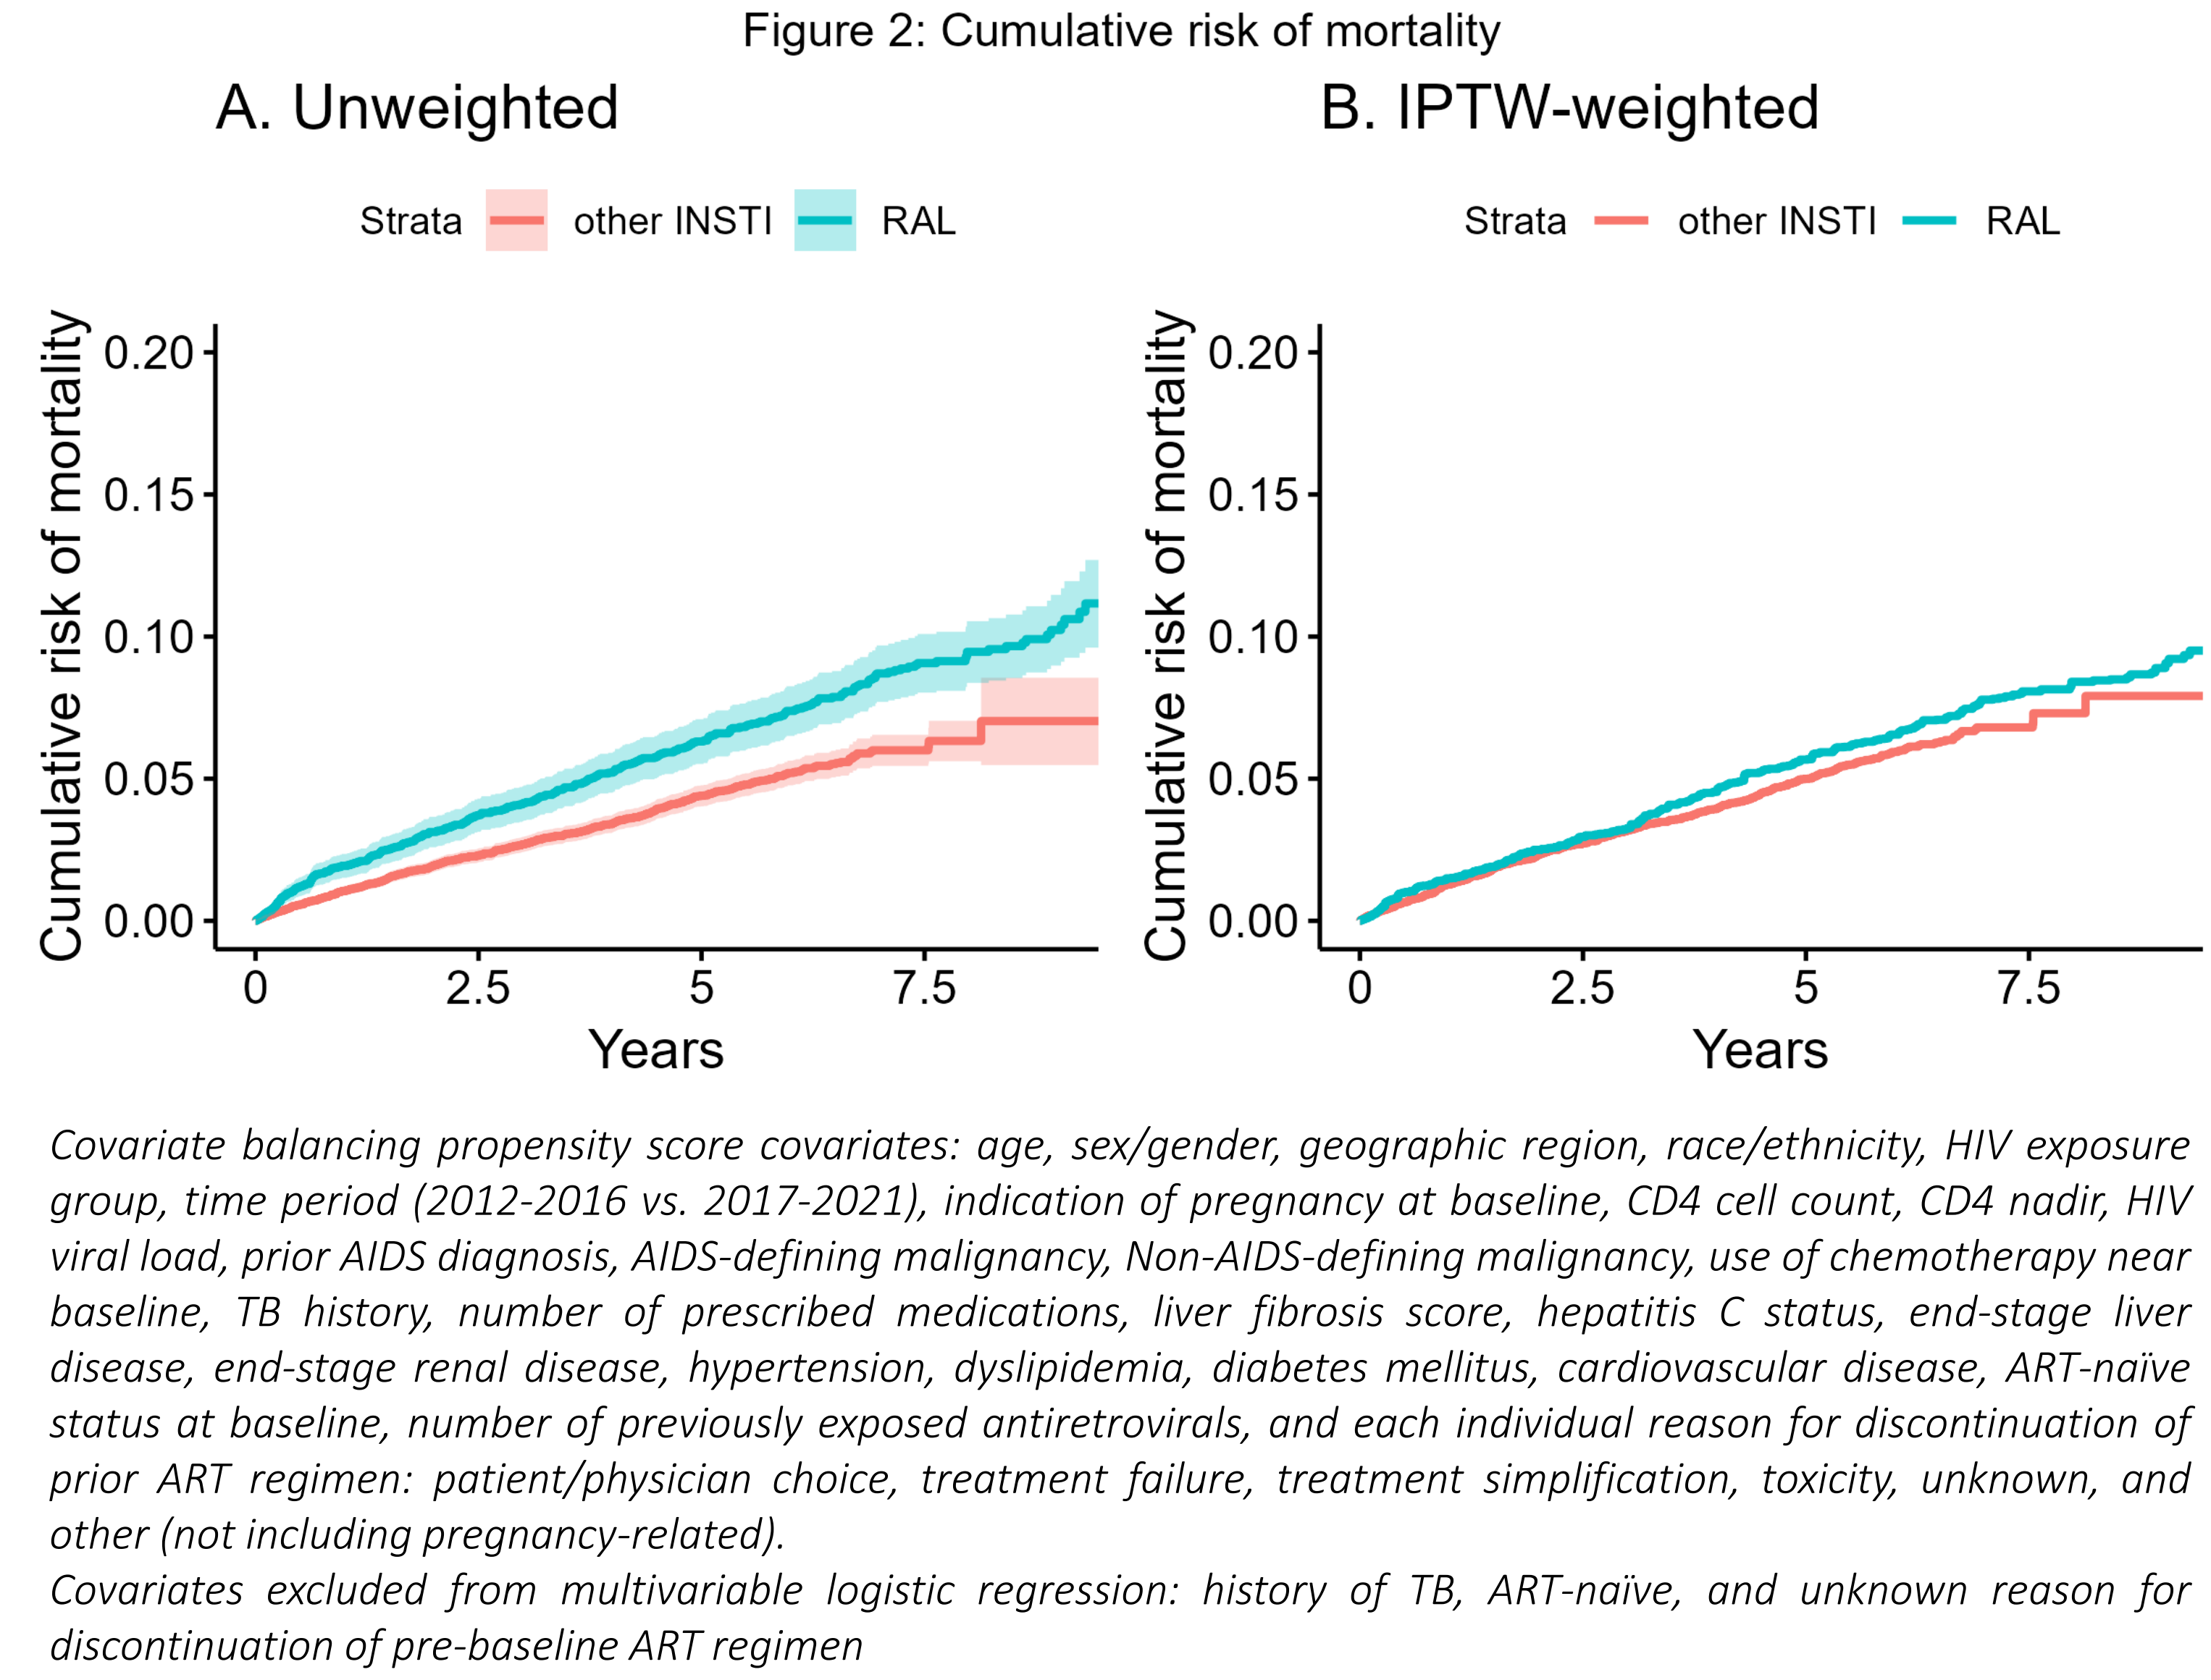 Figure 2: Cumulative risk of mortality
A. Unweighted
Strata other INSTI RAL
Cumulative risk of mortality
0.20
0.15
0.10
0.05
0.00
0 2.5 5 7.5
Years
B. IPTW-weighted
Strata other INSTI RAL
Cumulative risk of mortality
0.20
0.15
0.10
0.05
0.00
0 2.5 5 7.5
Years
Covariate balancing propensity score covariates: age, sex/gender, geographic region, race/ethnicity, HIV exposure
group, time period (2012-2016 vs. 2017-2021), indication of pregnancy at baseline, CD4 cell count, CD4 nadir, HIV
viral load, prior AIDS diagnosis, AIDS-defining malignancy, Non-AIDS-defining malignancy, use of chemotherapy near
baseline, TB history, number of prescribed medications, liver fibrosis score, hepatitis C status, end-stage liver
disease, end-stage renal disease, hypertension, dyslipidemia, diabetes mellitus, cardiovascular disease, ART-naïve
status at baseline, number of previously exposed antiretrovirals, and each individual reason for discontinuation of
prior ART regimen: patient/physician choice, treatment failure, treatment simplification, toxicity, unknown, and
other (not including pregnancy-related).
Covariates excluded from multivariable logistic regression: history of TB, ART-naïve, and unknown reason for
discontinuation of pre-baseline ART regimen